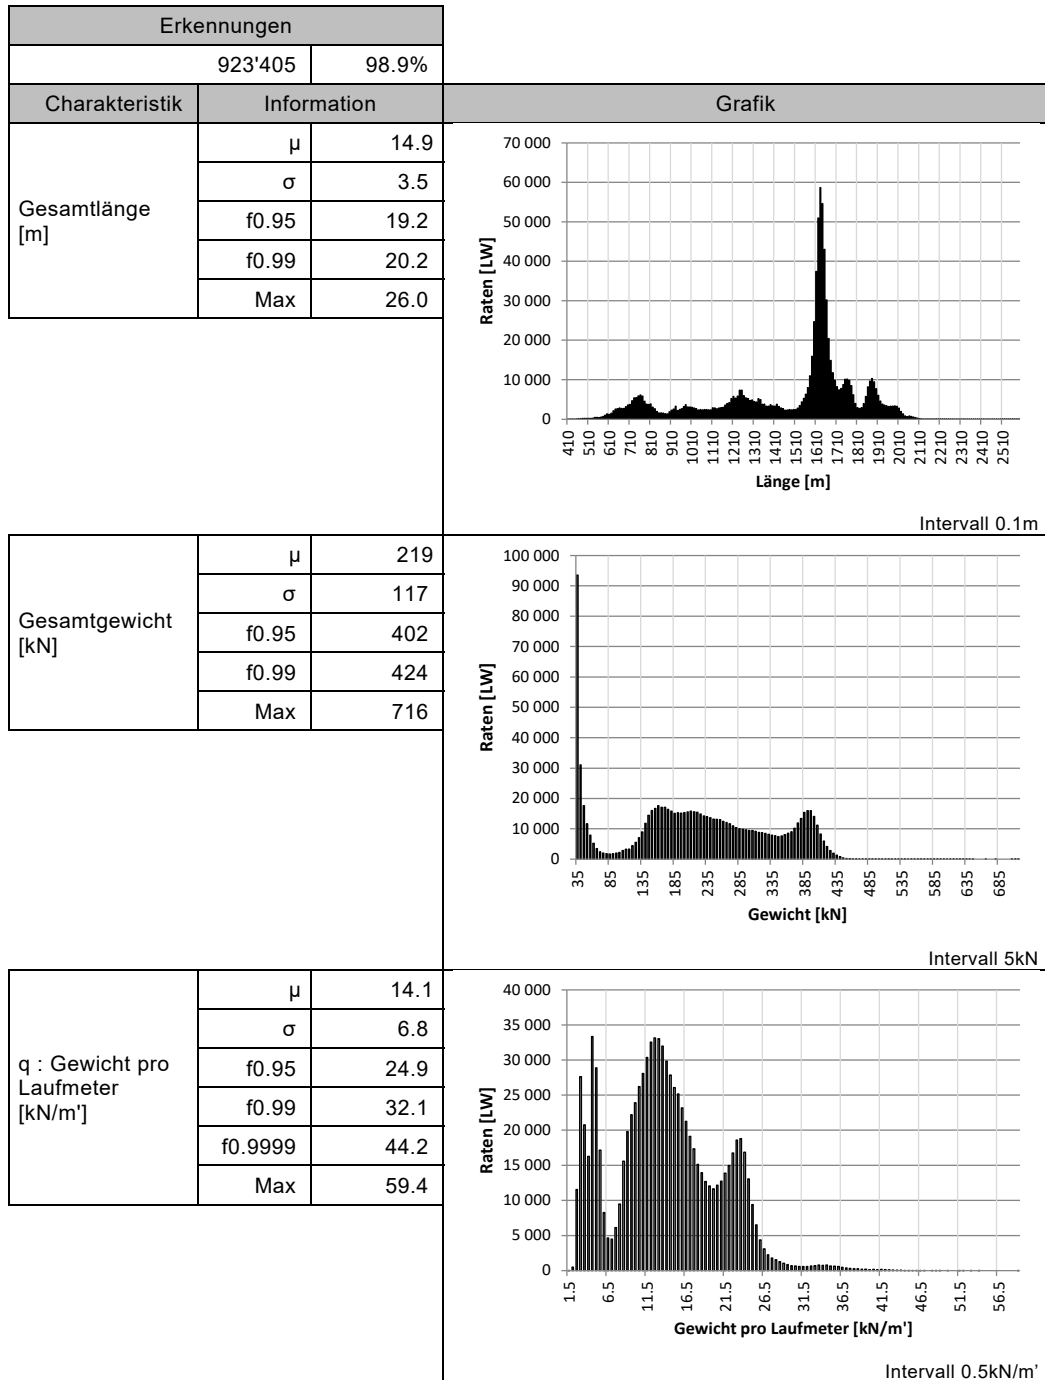 Erkennungen
923'405 98.9%
Charakteristik Information Grafik
Gesamtlänge
[m]
µ 14.9
σ 3.5
f0.95 19.2
f0.99 20.2
Max 26.0
Raten [LW]
70 000
60 000
50 000
40 000
30 000
20 000
10 000
0
410 510 610 710 810 910 1010 1110 1210 1310 1410 1510 1610 1710 1810 1910 2010 2110 2210 2310 2410 2510
Länge [m]
Intervall 0.1m
Gesamtgewicht
[kN]
µ 219
σ 117
f0.95 402
f0.99 424
Max 716
Raten [LW]
100 000
90 000
80 000
70 000
60 000
50 000
40 000
30 000
20 000
10 000
0
35 85 135 185 235 285 335 385 435 485 535 585 635 685
Gewicht [kN]
Intervall 5kN
q : Gewicht pro
Laufmeter
[kN/m']
µ 14.1
σ 6.8
f0.95 24.9
f0.99 32.1
f0.9999 44.2
Max 59.4
Raten [LW]
40 000
35 000
30 000
25 000
20 000
15 000
10 000
5 000
0
1.5 6.5 11.5 16.5 21.5 26.5 31.5 36.5 41.5 46.5 51.5 56.5
Gewicht pro Laufmeter [kN/m']
Intervall 0.5kN/m’